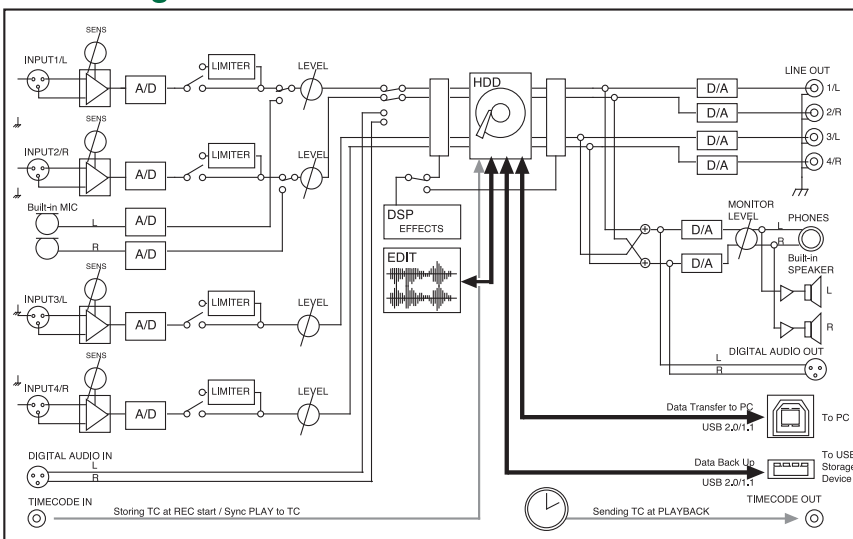 SENS
INPUT1/L
A/D
LIMITER
LEVEL
SENS
INPUT2/R
A/D
LIMITER
LEVEL
Built-in MIC
L
A/D
R
A/D
SENS
INPUT3/L
A/D
LIMITER
LEVEL
SENS
INPUT4/R
A/D
LIMITER
LEVEL
DIGITAL AUDIO IN
L
R
TIMECODE IN
Storing TC at REC start / Sync PLAY to TC
HDD
DSP
EFFECTS
EDIT
LINE OUT
D/A
1/L
D/A
2/R
D/A
3/L
D/A
4/R
MONITOR
LEVEL
PHONES
D/A
L
R
D/A
Built-in
SPEAKER
L
R
DIGITAL AUDIO OUT
L
R
Data Transfer to PC
USB 2.0/1.1
To PC
Data Back Up
USB 2.0/1.1
To USB
Storage
Device
TIMECODE OUT
Sending TC at PLAYBACK